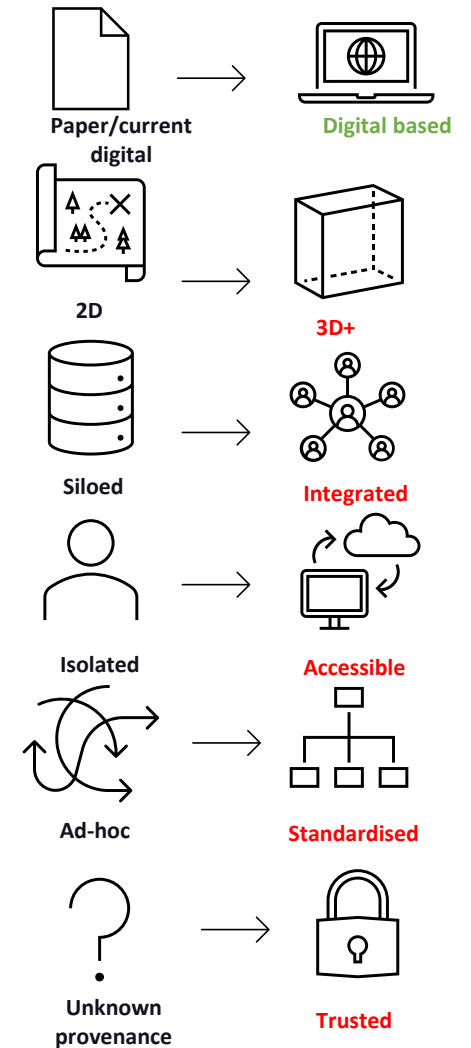 Paper/current
digital
Digital based
2D
3D+
Siloed
Integrated
Isolated
Accessible
Ad-hoc
Standardised
Unknown
provenance
Trusted